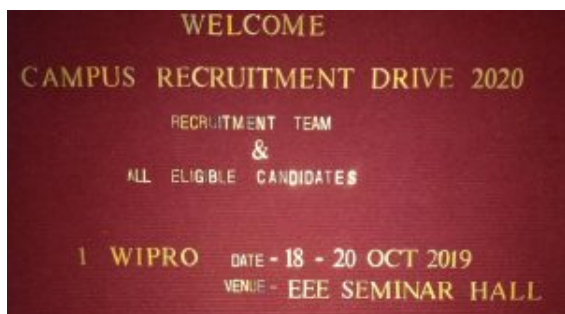 WELCOME
CAMPUS RECRUITMENT DRIVE 2020
RECRUITMENT TEAM
&
ALL ELIGIBLE CANDIDATES
1 WIPRO DATE - 18 - 20 OCT 2019
VENUE - EEE SEMINAR HALL